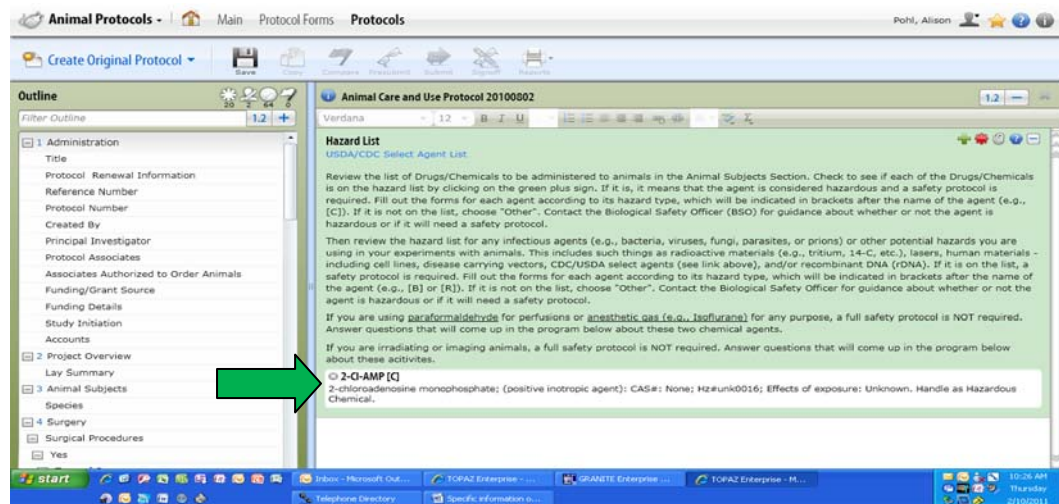 Animal Protocols - Main Protocol Forms Protocols Pohl, Alison
Create Original Protocol Save Copy Compare Presubmit Submit Signoff Reports
Outline 20 2 64 0 Animal Care and Use Protocol 20100802 1.2
Filter Outline 1.2 + Verdana 12 B I U
1 Administration
Title
Protocol Renewal Information
Reference Number
Protocol Number
Created By
Principal Investigator
Protocol Associates
Associates Authorized to Order Animals
Funding/Grant Source
Funding Details
Study Initiation
Accounts
2 Project Overview
Lay Summary
3 Animal Subjects
Species
4 Surgery
Surgical Procedures
Yes
Hazard List
USDA/CDC Select Agent List
Review the list of Drugs/Chemicals to be administered to animals in the Animal Subjects Section. Check to see if each of the Drugs/Chemicals
is on the hazard list by clicking on the green plus sign. If it is, it means that the agent is considered hazardous and a safety protocol is
required. Fill out the forms for each agent according to its hazard type, which will be indicated in brackets after the name of the agent (e.g.,
[C]). If it is not on the list, choose "Other". Contact the Biological Safety Officer (BSO) for guidance about whether or not the agent is
hazardous or if it will need a safety protocol.
Then review the hazard list for any infectious agents (e.g., bacteria, viruses, fungi, parasites, or prions) or other potential hazards you are
using in your experiments with animals. This includes such things as radioactive materials (e.g., tritium, 14-C, etc.), lasers, human materials -
including cell lines, disease carrying vectors, CDC/USDA select agents (see link above), and/or recombinant DNA (rDNA). If it is on the list, a
safety protocol is required. Fill out the forms for each agent according to its hazard type, which will be indicated in brackets after the name of
the agent (e.g., [B] or [R]). If it is not on the list, choose "Other". Contact the Biological Safety Officer for guidance about whether or not the
agent is hazardous or if it will need a safety protocol.
If you are using paraformaldehyde for perfusions or anesthetic gas (e.g., Isoflurane) for any purpose, a full safety protocol is NOT required.
Answer questions that will come up in the program below about these two chemical agents.
If you are irradiating or imaging animals, a full safety protocol is NOT required. Answer questions that will come up in the program below
about these acitivites.
2-Cl-AMP [C]
2-chloroadenosine monophosphate; (positive inotropic agent): CAS#: None; Hz#unk0016; Effects of exposure: Unknown. Handle as Hazardous
Chemical.
start Inbox - Microsoft Out... TOPAZ Enterprise - ... GRANITE Enterprise ... TOPAZ Enterprise - M... 10:26 AM
Telephone Directory Specific information o... Thursday